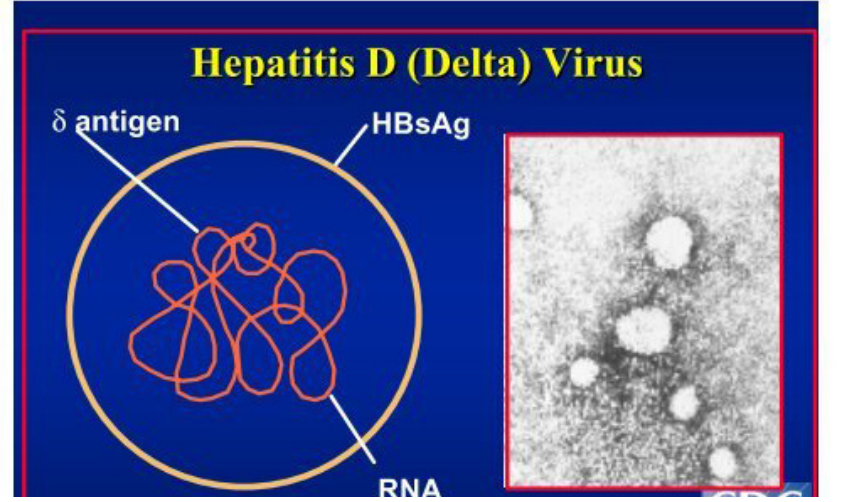 Hepatitis D (Delta) Virus
δ antigen
HBsAg
RNA